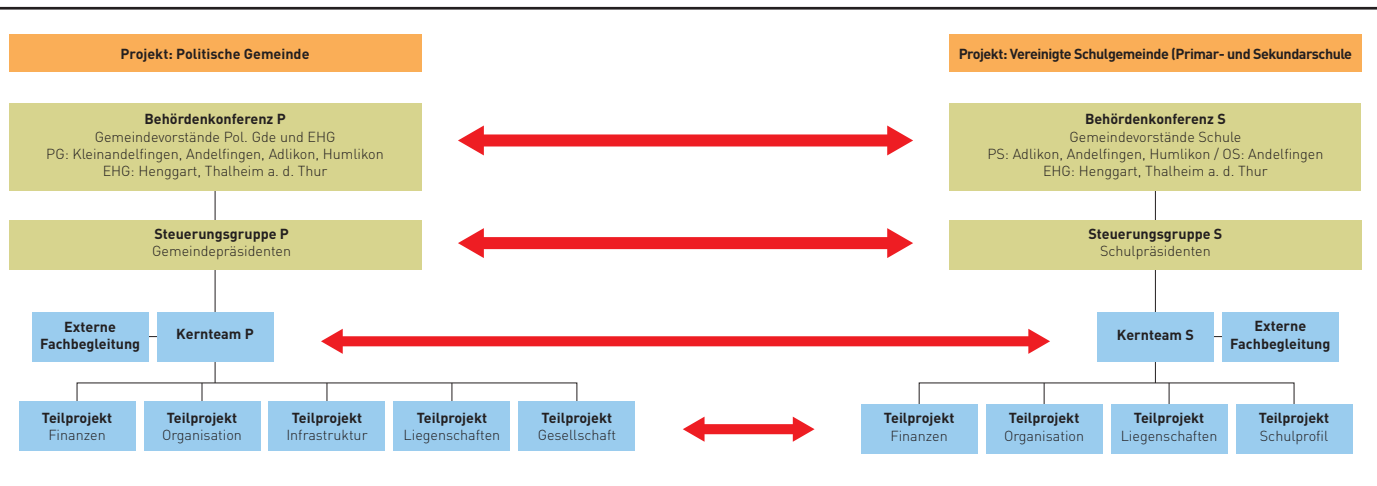 Projekt: Politische Gemeinde
Behördenkonferenz P
Gemeindevorstände Pol. Gde und EHG
PG: Kleinandelfingen, Andelfingen, Adlikon, Humlikon
EHG: Henggart, Thalheim a. d. Thur
Steuerungsgruppe P
Gemeindepräsidenten
Externe
Fachbegleitung
Kernteam P
Teilprojekt
Finanzen
Teilprojekt
Organisation
Teilprojekt
Infrastruktur
Teilprojekt
Liegenschaften
Teilprojekt
Gesellschaft
Projekt: Vereinigte Schulgemeinde (Primar- und Sekundarschule
Behördenkonferenz S
Gemeindevorstände Schule
PS: Adlikon, Andelfingen, Humlikon / OS: Andelfingen
EHG: Henggart, Thalheim a. d. Thur
Steuerungsgruppe S
Schulpräsidenten
Kernteam S
Externe
Fachbegleitung
Teilprojekt
Finanzen
Teilprojekt
Organisation
Teilprojekt
Liegenschaften
Teilprojekt
Schulprofil